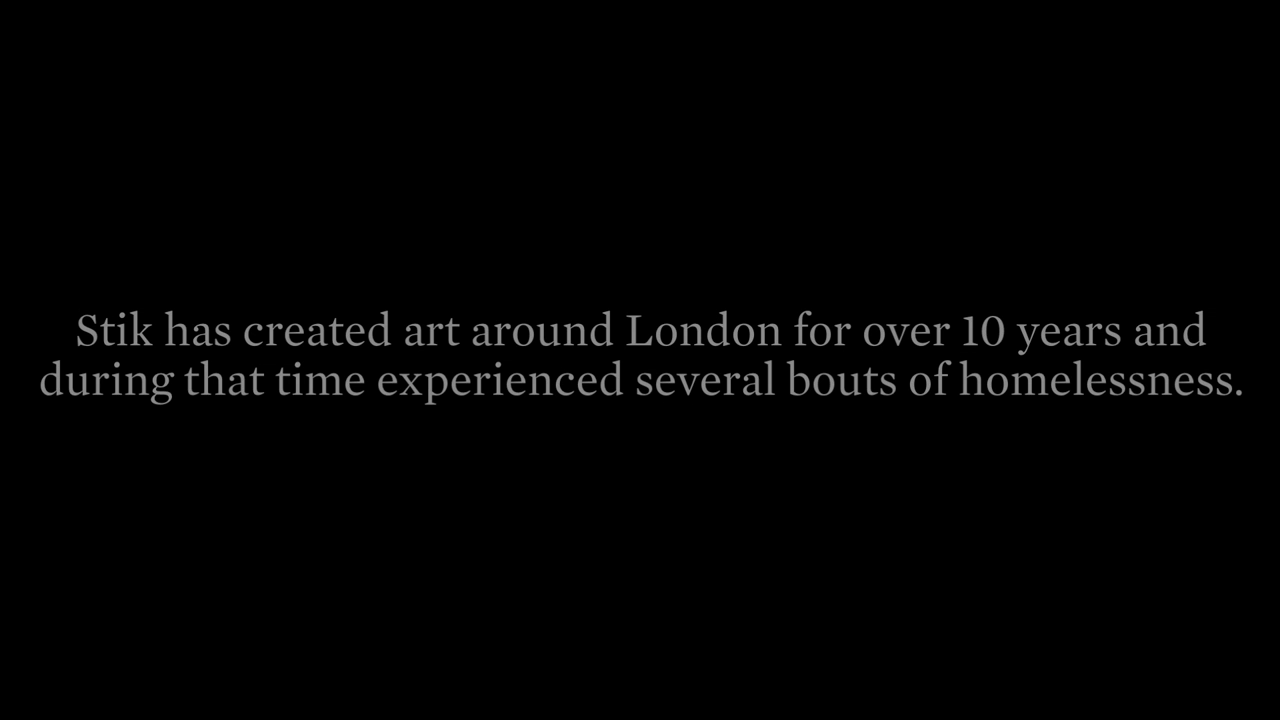 Stik has created art around London for over 10 years and
during that time experienced several bouts of homelessness.